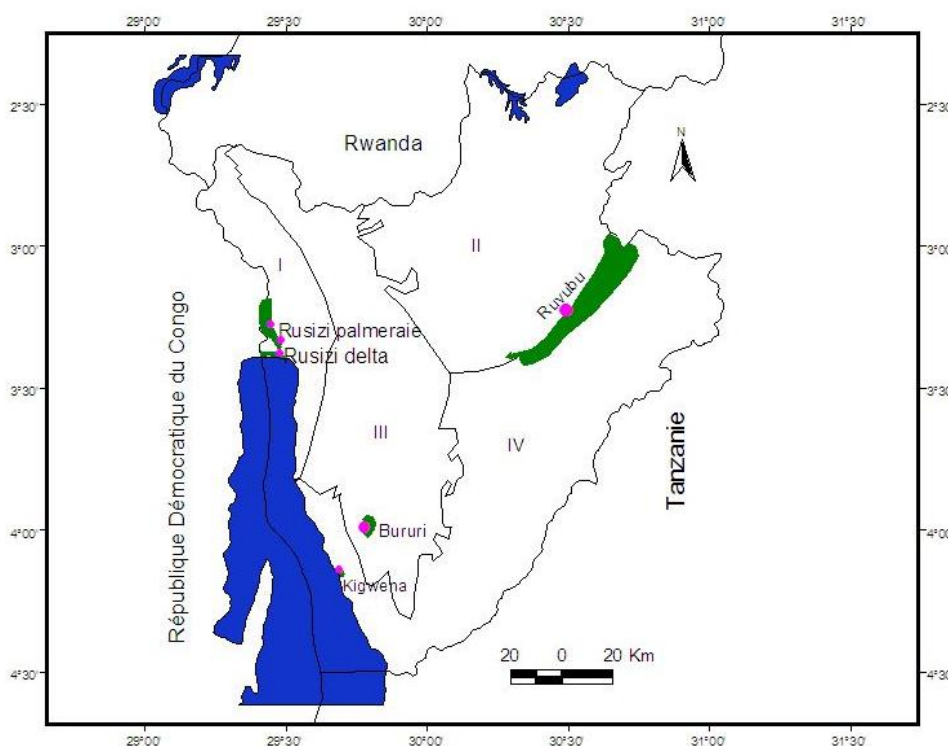 29°00' 29°30' 30°00' 30°30' 31°00' 31°30'
2°30' 2°30'
Rwanda
N
3°00' 3°00'
I
II
Ruvubu
Rusizi palmeraie
Rusizi delta
3°30' 3°30'
République Démocratique du Congo
III
IV
Tanzanie
4°00' 4°00'
Bururi
Kigwena
20 0 20 Km
4°30' 4°30'
29°00' 29°30' 30°00' 30°30' 31°00' 31°30'